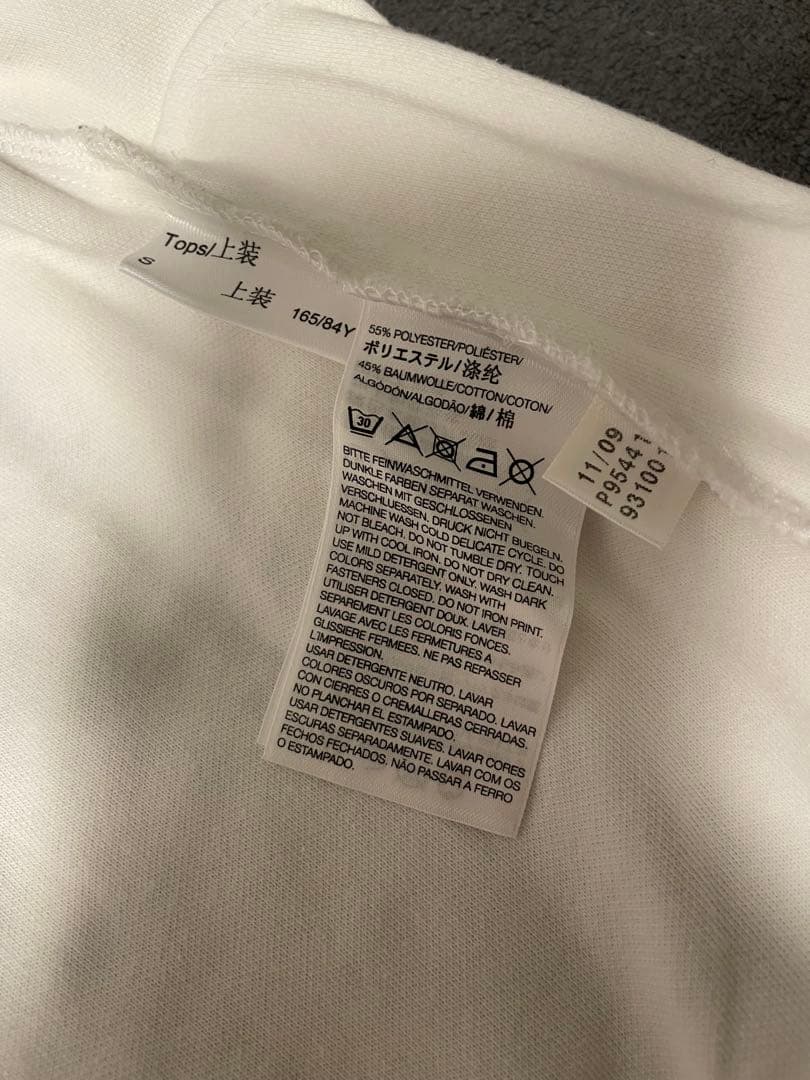 Tops/上装
S
上装 165/84Y
55% POLYESTER/POLIÉSTER/
ポリエステル/涤纶
45% BAUMWOLLE/COTTON/COTON/
ALGODÓN/ALGODÃO/綿/棉
30
BITTE FEINWASCHMITTEL VERWENDEN.
DUNKLE FARBEN SEPARAT WASCHEN.
WASCHEN MIT GESCHLOSSENEN
VERSCHLUESSEN. DRUCK NICHT BUEGELN.
MACHINE WASH COLD DELICATE CYCLE. DO
NOT BLEACH. DO NOT TUMBLE DRY. TOUCH
UP WITH COOL IRON. DO NOT DRY CLEAN.
USE MILD DETERGENT ONLY. WASH DARK
COLORS SEPARATELY. WASH WITH
FASTENERS CLOSED. DO NOT IRON PRINT.
UTILISER DETERGENT DOUX. LAVER
SEPAREMENT LES COLORIS FONCES.
LAVAGE AVEC LES FERMETURES A
GLISSIERE FERMEES. NE PAS REPASSER
L'IMPRESSION.
USAR DETERGENTE NEUTRO. LAVAR
COLORES OSCUROS POR SEPARADO. LAVAR
CON CIERRES O CREMALLERAS CERRADAS.
NO PLANCHAR EL ESTAMPADO.
USAR DETERGENTES SUAVES. LAVAR CORES
ESCURAS SEPARADAMENTE. LAVAR COM OS
FECHOS FECHADOS. NÃO PASSAR A FERRO
O ESTAMPADO.
11/09
P9544
93100